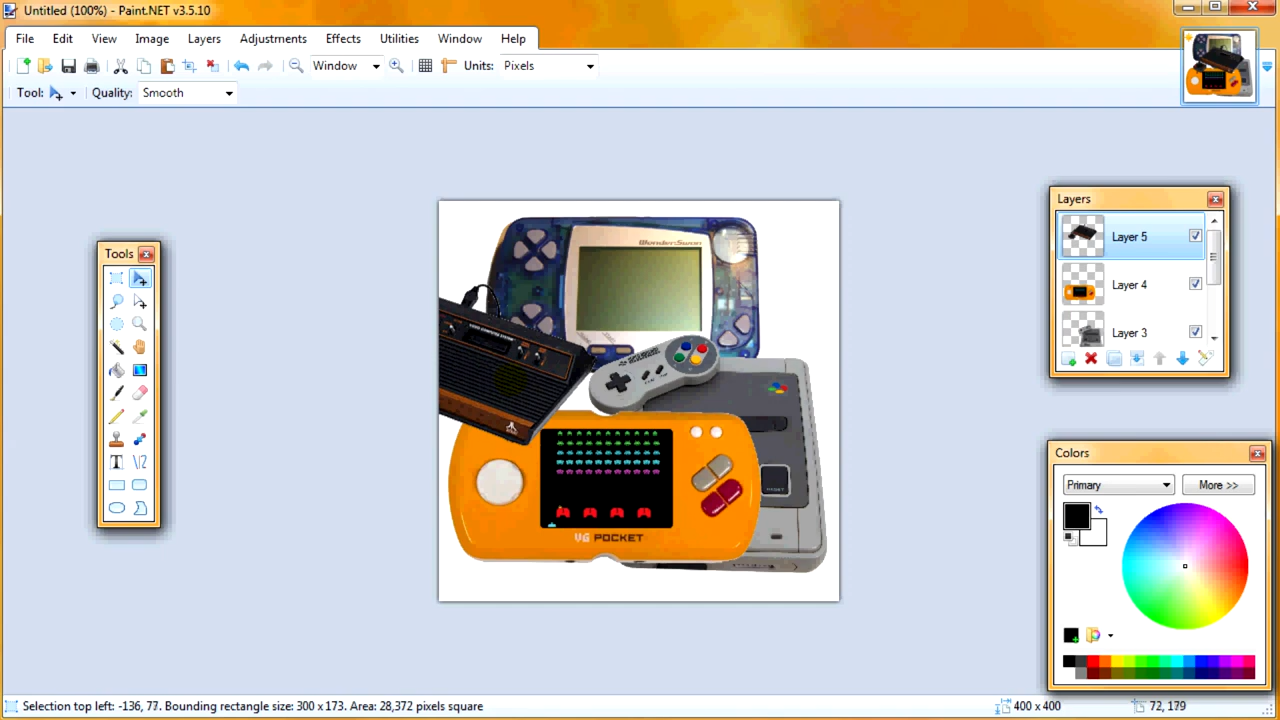 Untitled (100%) - Paint.NET v3.5.10
File Edit View Image Layers Adjustments Effects Utilities Window Help
Window Units: Pixels
Tool: Quality: Smooth
Tools
WonderSwan
VG POCKET
Layers
Layer 5
Layer 4
Layer 3
Colors
Primary More >>
Selection top left: -136, 77. Bounding rectangle size: 300 x 173. Area: 28,372 pixels square
400 x 400
72, 179